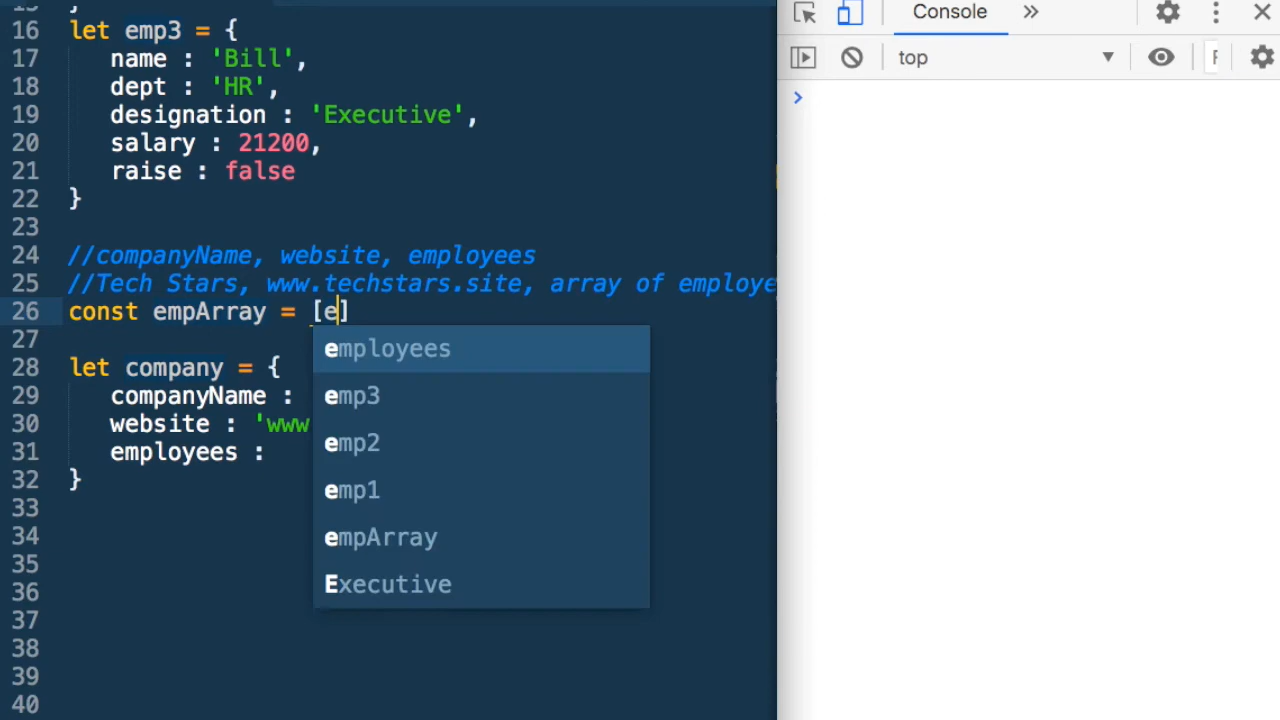 16 let emp3 = {
17 name : 'Bill',
18 dept : 'HR',
19 designation : 'Executive',
20 salary : 21200,
21 raise : false
22 }
23
24 //companyName, website, employees
25 //Tech Stars, www.techstars.site, array of employe
26 const empArray = [e]
27
28 let company = {
29 companyName :
30 website : 'www
31 employees :
32 }
33
34
35
36
37
38
39
40
employees
emp3
emp2
emp1
empArray
Executive
Console
top
>